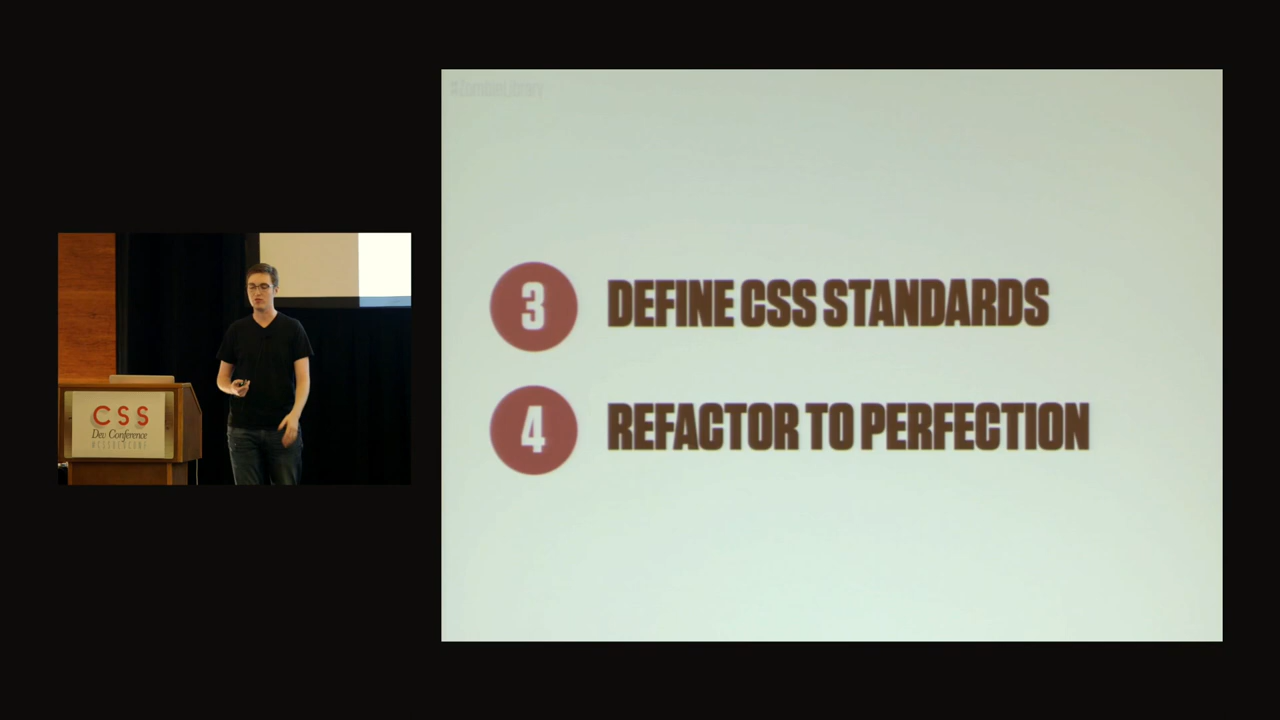 3 DEFINE CSS STANDARDS
4 REFACTOR TO PERFECTION
CSS
Dev Conference